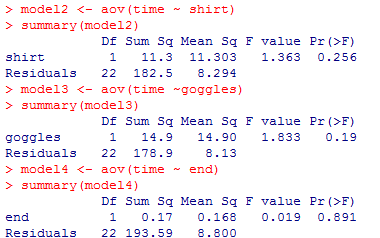 > model2 <- aov(time ~ shirt)
> summary(model2)
Df Sum Sq Mean Sq F value Pr(>F)
shirt 1 11.3 11.303 1.363 0.256
Residuals 22 182.5 8.294
> model3 <- aov(time ~goggles)
> summary(model3)
Df Sum Sq Mean Sq F value Pr(>F)
goggles 1 14.9 14.90 1.833 0.19
Residuals 22 178.9 8.13
> model4 <- aov(time ~ end)
> summary(model4)
Df Sum Sq Mean Sq F value Pr(>F)
end 1 0.17 0.168 0.019 0.891
Residuals 22 193.59 8.800